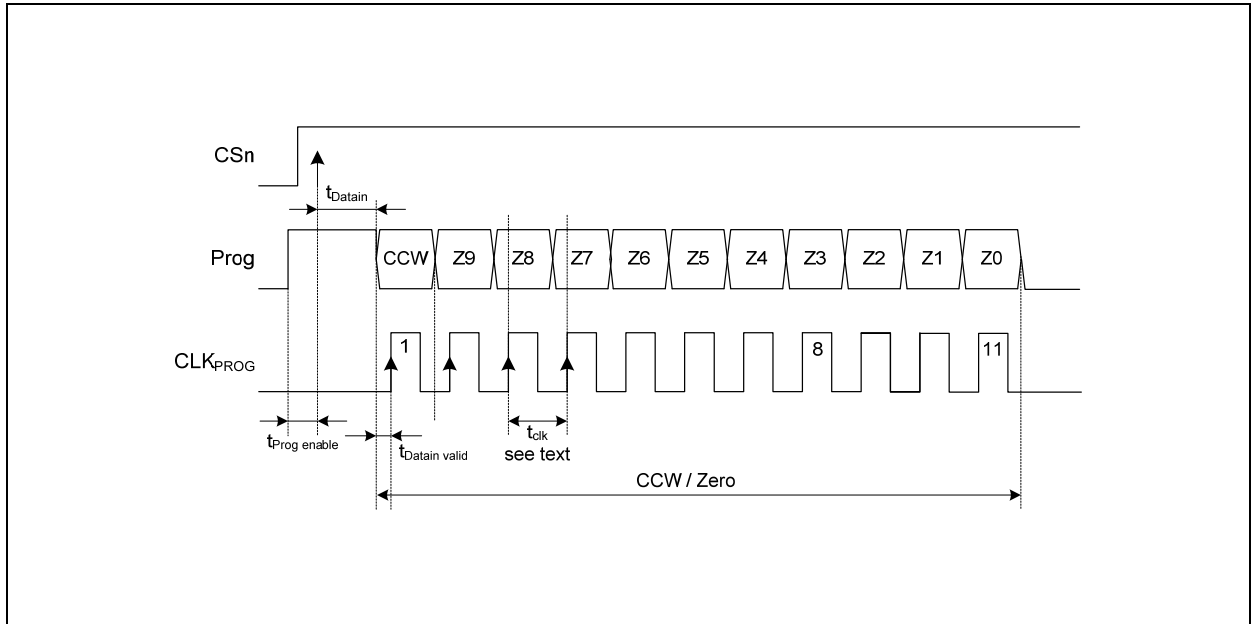 CSn
tDatain
Prog
CCW Z9 Z8 Z7 Z6 Z5 Z4 Z3 Z2 Z1 Z0
CLKPROG
1
8
11
tProg enable
tDatain valid
tclk
see text
CCW / Zero